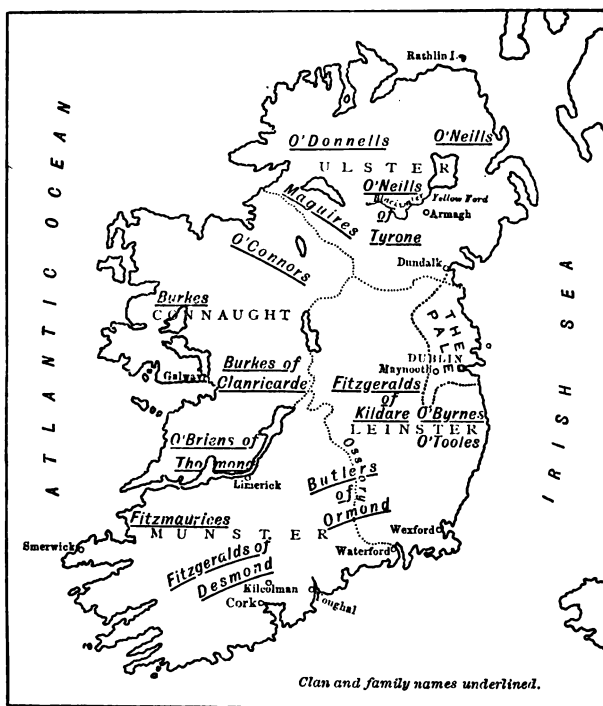 Rathlin I.
O'Donnells
O'Neills
ULSTER
O'Neills
of
Tyrone
Yellow Ford
Armagh
Maguires
O'Connors
Dundalk
ATLANTIC OCEAN
IRISH SEA
Burkes
CONNAUGHT
THE PALE
DUBLIN
Maynooth
Galway
Burkes of
Clanricarde
Fitzgeralds
of
Kildare
O'Byrnes
O'Tooles
LEINSTER
O'Briens of
Thomond
Limerick
Ossory
Butlers
of
Ormond
Fitzmaurices
MUNSTER
Smerwick
Wexford
Waterford
Fitzgeralds of
Desmond
Kilcolman
Cork
Youghal
Clan and family names underlined.